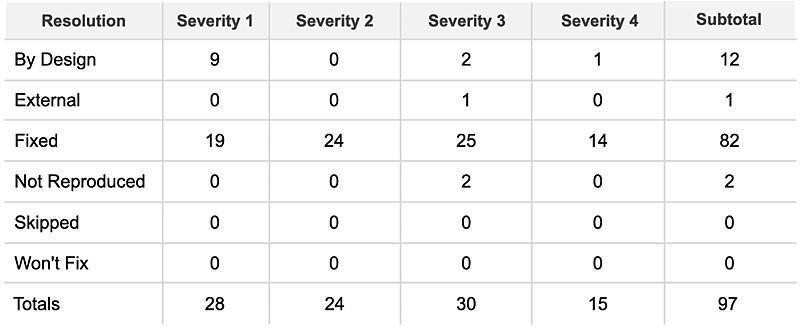 Resolution Severity 1 Severity 2 Severity 3 Severity 4 Subtotal
By Design 9 0 2 1 12
External 0 0 1 0 1
Fixed 19 24 25 14 82
Not Reproduced 0 0 2 0 2
Skipped 0 0 0 0 0
Won't Fix 0 0 0 0 0
Totals 28 24 30 15 97